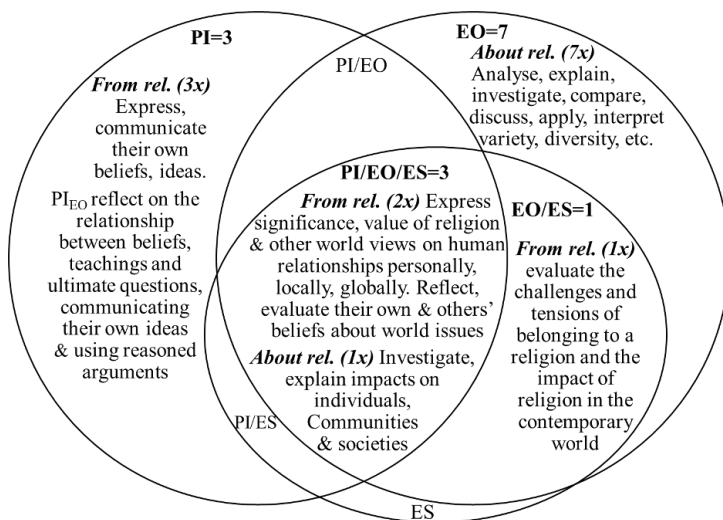 PI=3
From rel. (3x)
Express,
communicate
their own
beliefs, ideas.
PIEO reflect on the
relationship
between beliefs,
teachings and
ultimate questions,
communicating
their own ideas
& using reasoned
arguments
PI/EO
EO=7
About rel. (7x)
Analyse, explain,
investigate, compare,
discuss, apply, interpret
variety, diversity, etc.
PI/EO/ES=3
From rel. (2x) Express
significance, value of religion
& other world views on human
relationships personally,
locally, globally. Reflect,
evaluate their own & others’
beliefs about world issues
About rel. (1x) Investigate,
explain impacts on
individuals,
Communities
& societies
EO/ES=1
From rel. (1x)
evaluate the
challenges and
tensions of
belonging to a
religion and the
impact of
religion in the
contemporary
world
PI/ES
ES